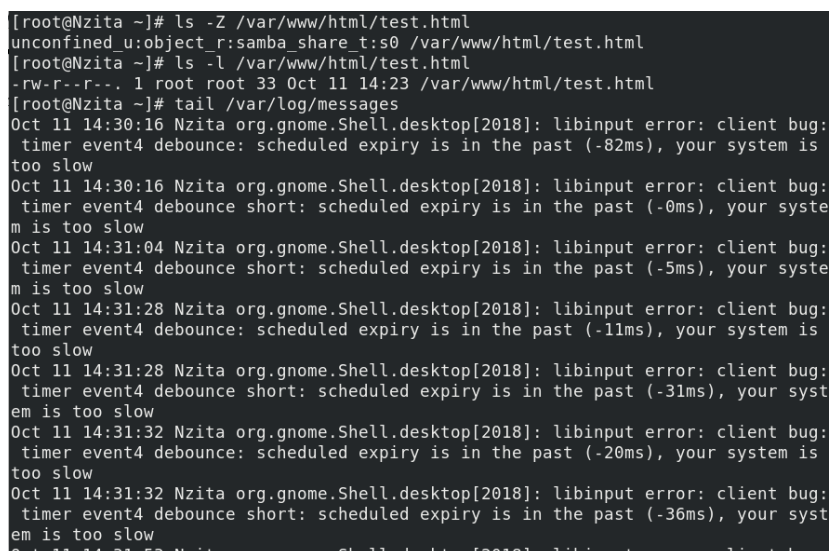 [root@Nzita ~]# ls -Z /var/www/html/test.html
unconfined_u:object_r:samba_share_t:s0 /var/www/html/test.html
[root@Nzita ~]# ls -l /var/www/html/test.html
-rw-r--r--. 1 root root 33 Oct 11 14:23 /var/www/html/test.html
[root@Nzita ~]# tail /var/log/messages
Oct 11 14:30:16 Nzita org.gnome.Shell.desktop[2018]: libinput error: client bug:
 timer event4 debounce: scheduled expiry is in the past (-82ms), your system is
too slow
Oct 11 14:30:16 Nzita org.gnome.Shell.desktop[2018]: libinput error: client bug:
 timer event4 debounce short: scheduled expiry is in the past (-0ms), your syste
m is too slow
Oct 11 14:31:04 Nzita org.gnome.Shell.desktop[2018]: libinput error: client bug:
 timer event4 debounce short: scheduled expiry is in the past (-5ms), your syste
m is too slow
Oct 11 14:31:28 Nzita org.gnome.Shell.desktop[2018]: libinput error: client bug:
 timer event4 debounce: scheduled expiry is in the past (-11ms), your system is
too slow
Oct 11 14:31:28 Nzita org.gnome.Shell.desktop[2018]: libinput error: client bug:
 timer event4 debounce short: scheduled expiry is in the past (-31ms), your syst
em is too slow
Oct 11 14:31:32 Nzita org.gnome.Shell.desktop[2018]: libinput error: client bug:
 timer event4 debounce: scheduled expiry is in the past (-20ms), your system is
too slow
Oct 11 14:31:32 Nzita org.gnome.Shell.desktop[2018]: libinput error: client bug:
 timer event4 debounce short: scheduled expiry is in the past (-36ms), your syst
em is too slow